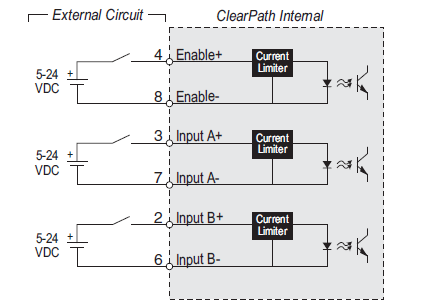 External Circuit
ClearPath Internal
4 Enable+
Current Limiter
5-24 VDC
+
8 Enable-
3 Input A+
Current Limiter
5-24 VDC
+
7 Input A-
2 Input B+
Current Limiter
5-24 VDC
+
6 Input B-